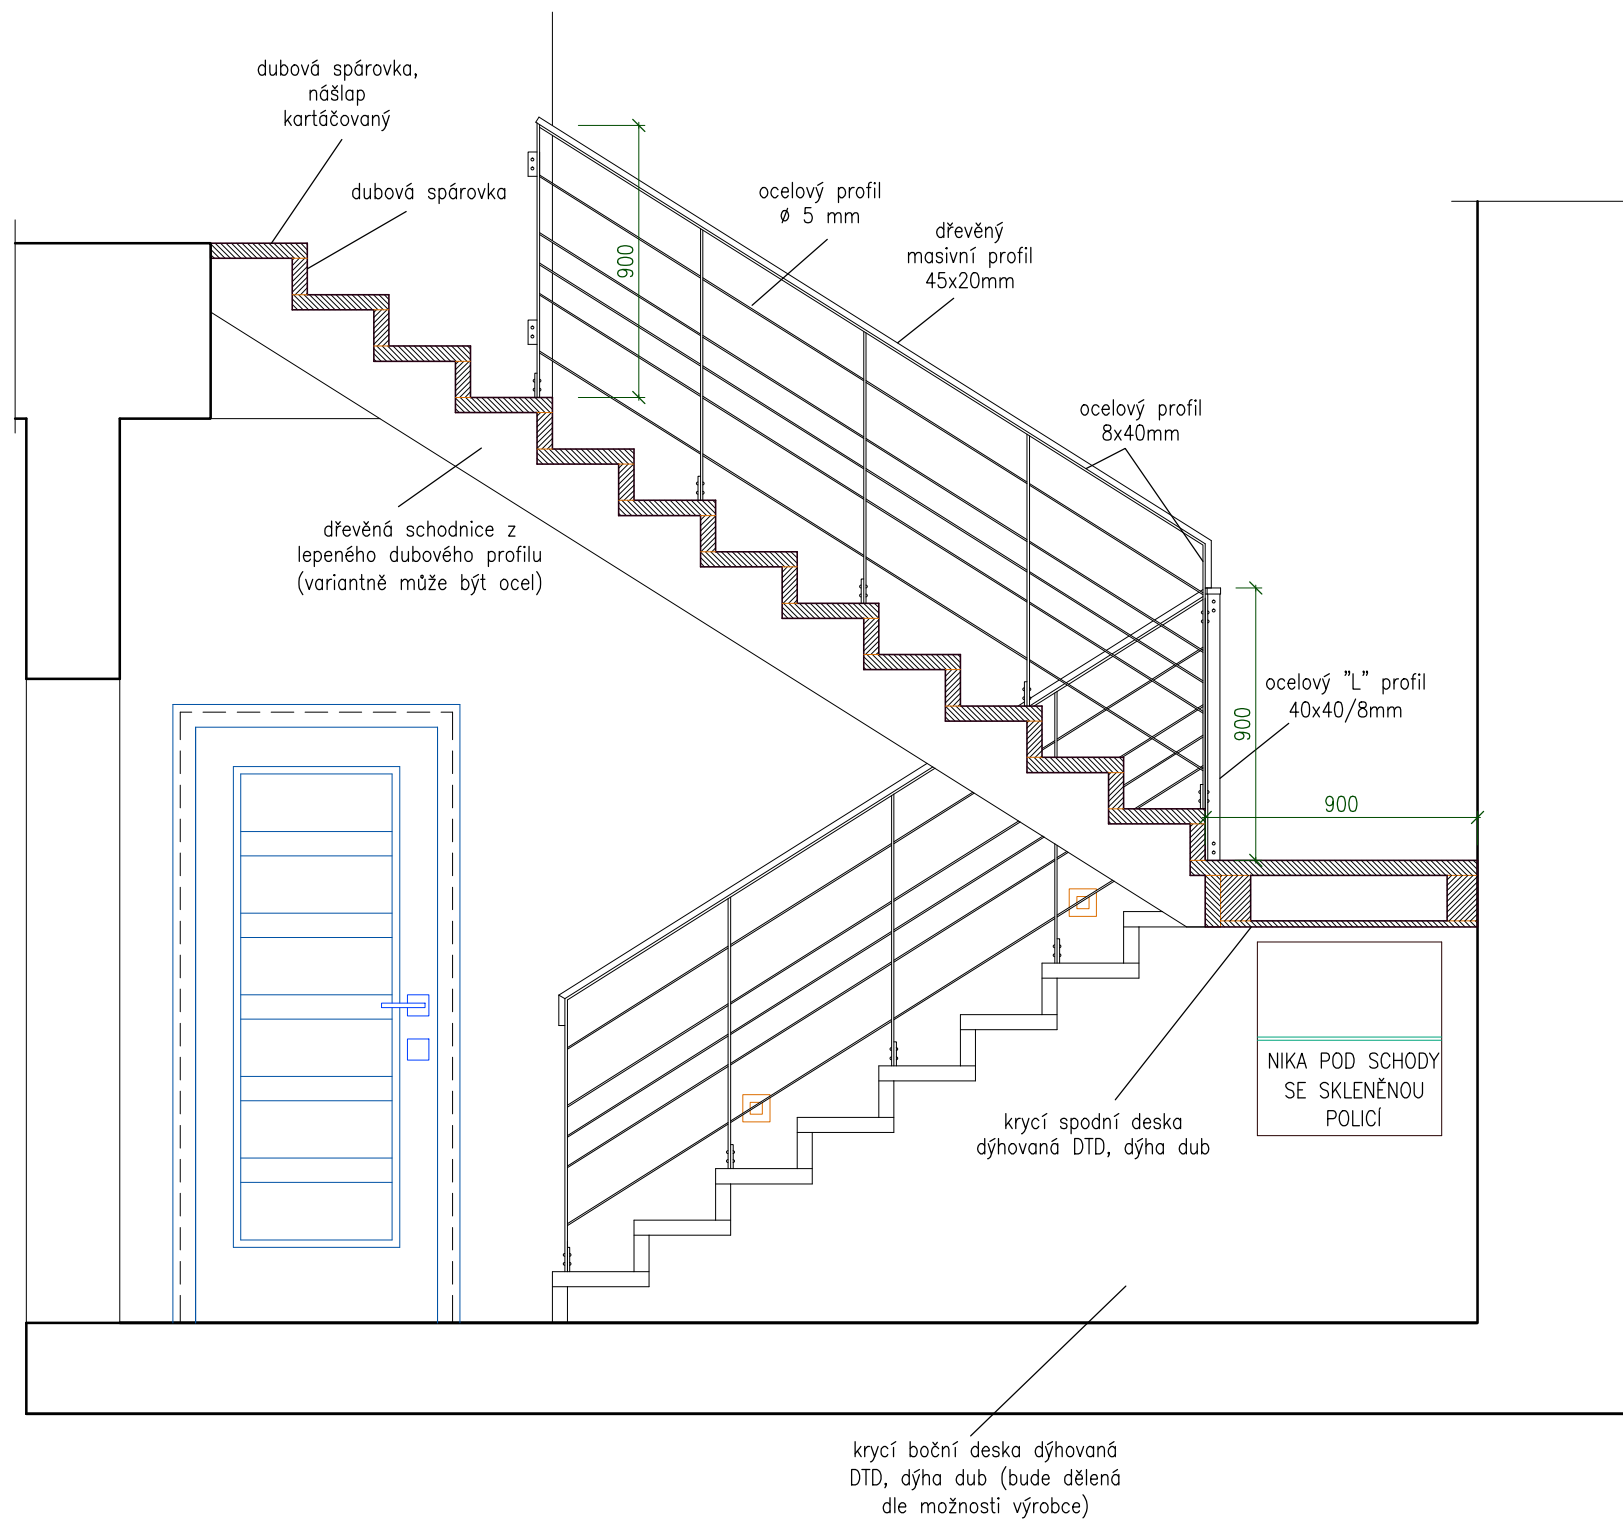 dubová spárovka,
nášlap
kartáčovaný
dubová spárovka
ocelový profil
ø 5 mm
dřevěný
masivní profil
45x20mm
900
ocelový profil
8x40mm
dřevěná schodnice z
lepeného dubového profilu
(variantně může být ocel)
ocelový "L" profil
40x40/8mm
900
900
NIKA POD SCHODY
SE SKLENĚNOU
POLICÍ
krycí spodní deska
dýhovaná DTD, dýha dub
krycí boční deska dýhovaná
DTD, dýha dub (bude dělená
dle možnosti výrobce)